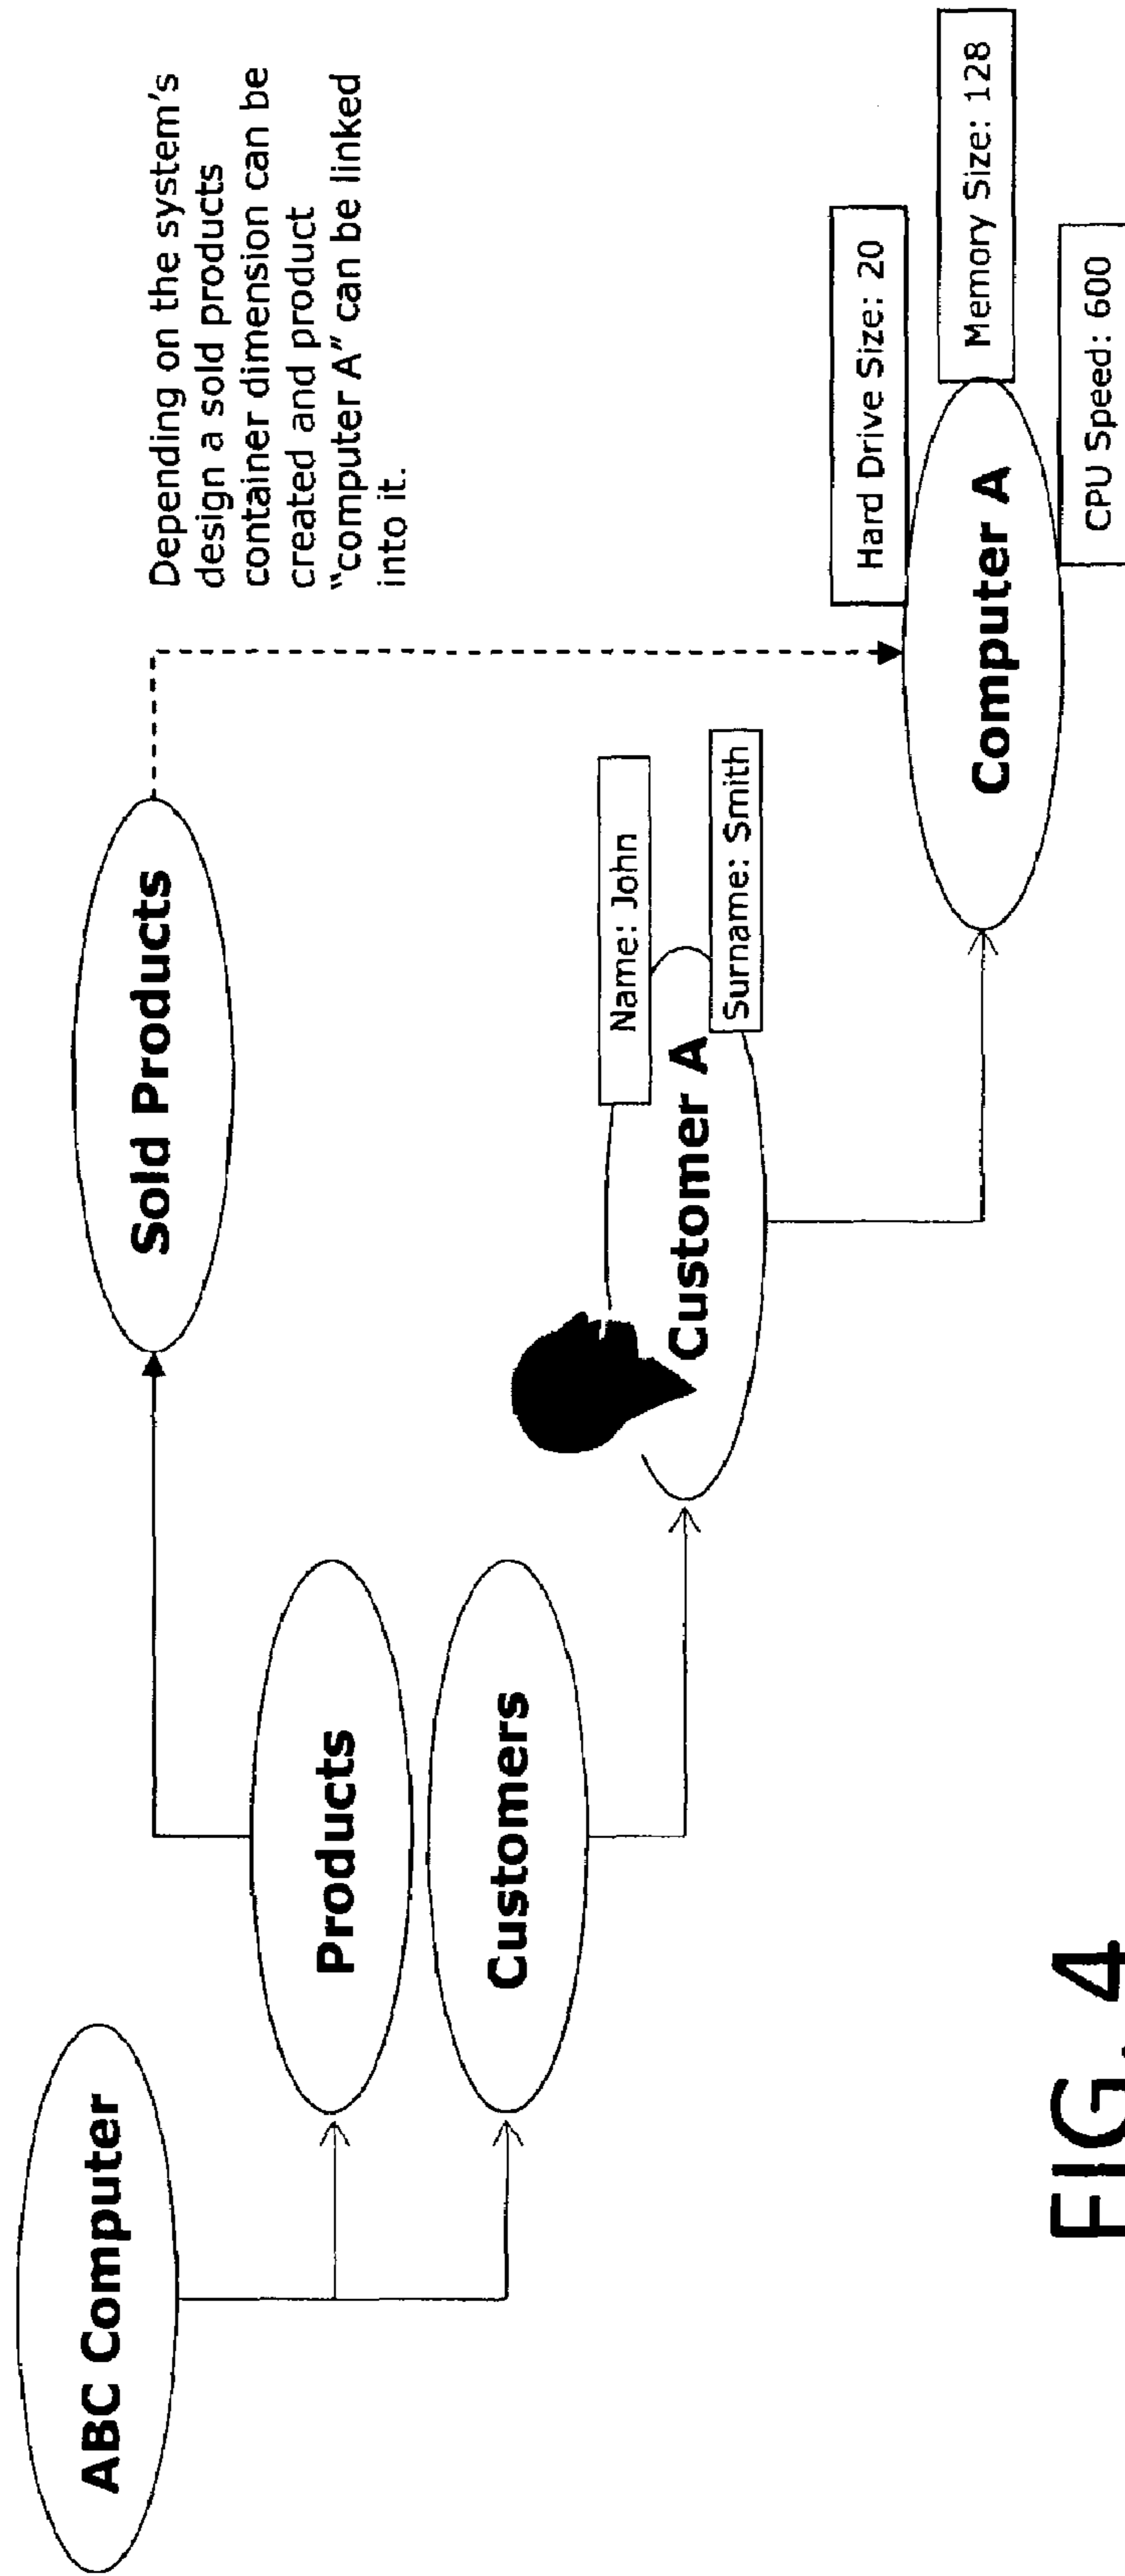 ABC Computer
Products
Customers
Sold Products
Depending on the system's
design a sold products
container dimension can be
created and product
“computer A” can be linked
into it.
Name: John
Customer A
Surname: Smith
Hard Drive Size: 20
Computer A
Memory Size: 128
CPU Speed: 600
FIG. 4